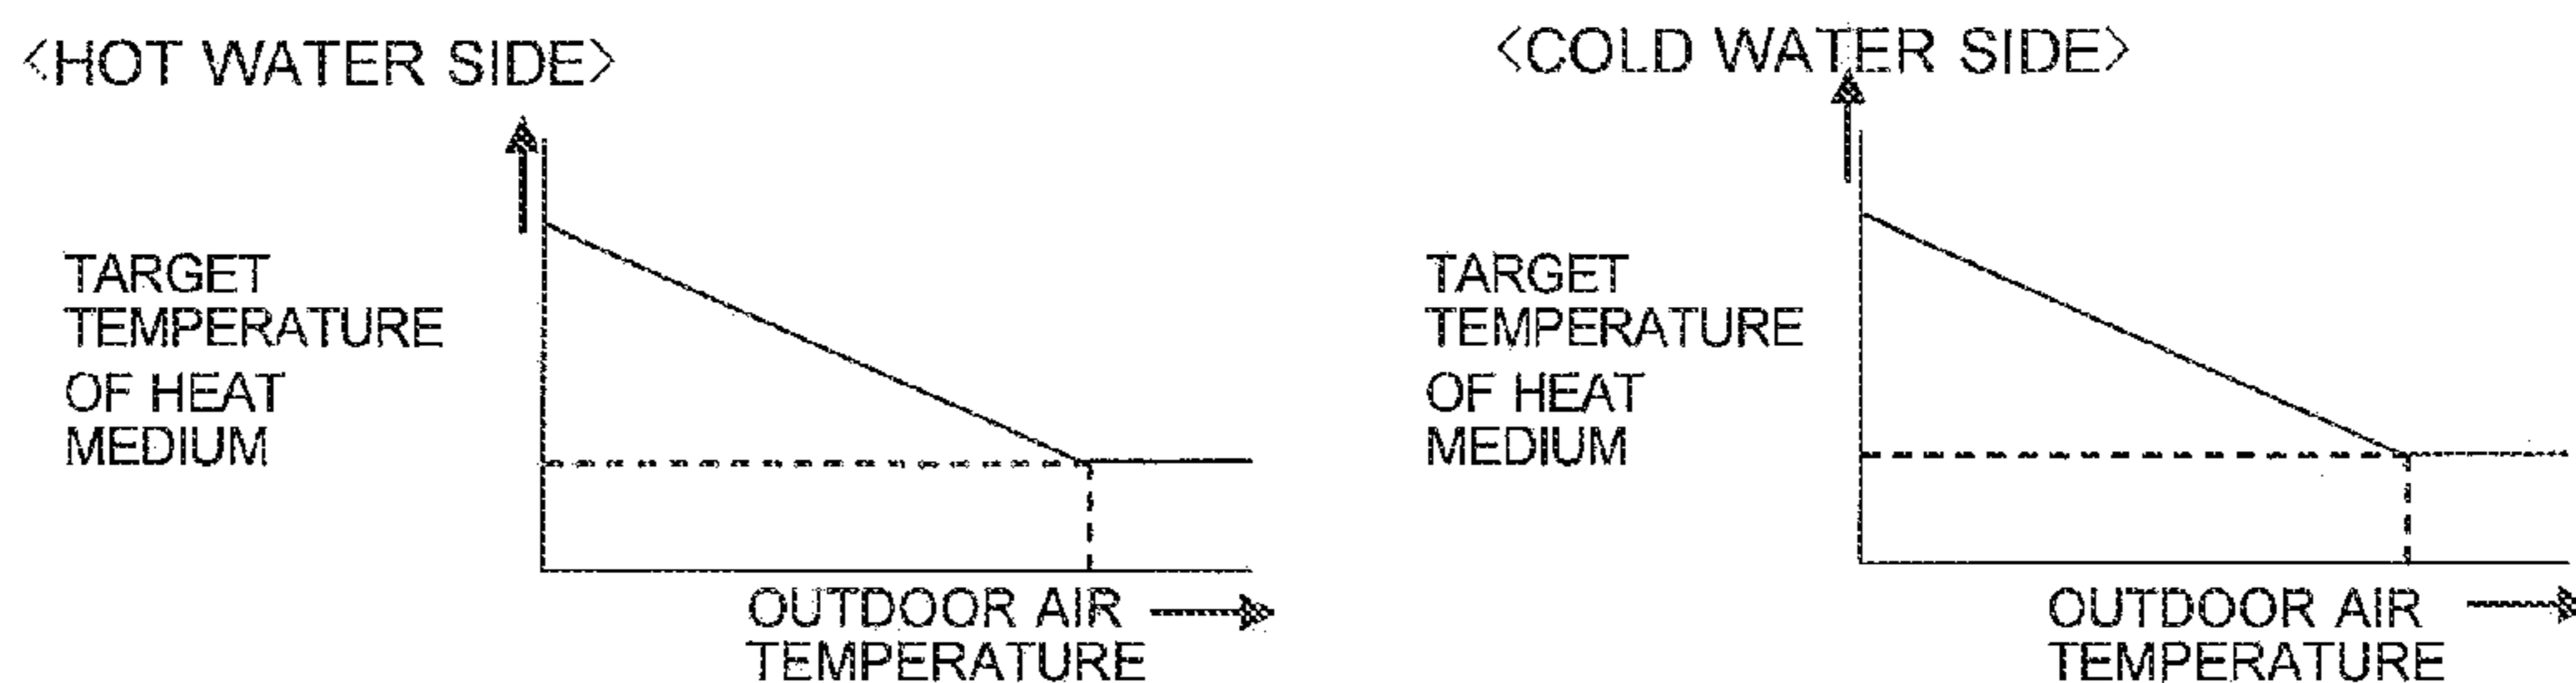 <HOT WATER SIDE>
TARGET
TEMPERATURE
OF HEAT
MEDIUM
OUTDOOR AIR
TEMPERATURE
<COLD WATER SIDE>
TARGET
TEMPERATURE
OF HEAT
MEDIUM
OUTDOOR AIR
TEMPERATURE